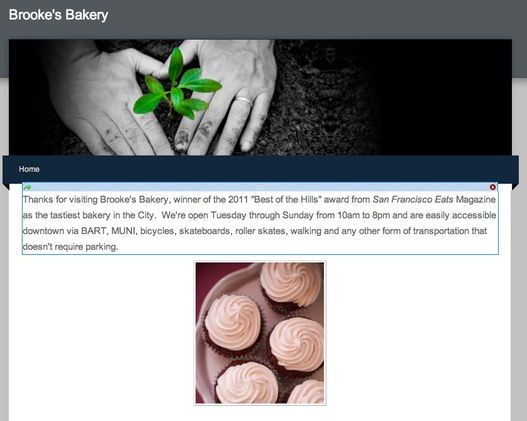 Brooke's Bakery
Home
Thanks for visiting Brooke's Bakery, winner of the 2011 "Best of the Hills" award from San Francisco Eats Magazine
as the tastiest bakery in the City.  We're open Tuesday through Sunday from 10am to 8pm and are easily accessible
downtown via BART, MUNI, bicycles, skateboards, roller skates, walking and any other form of transportation that
doesn't require parking.